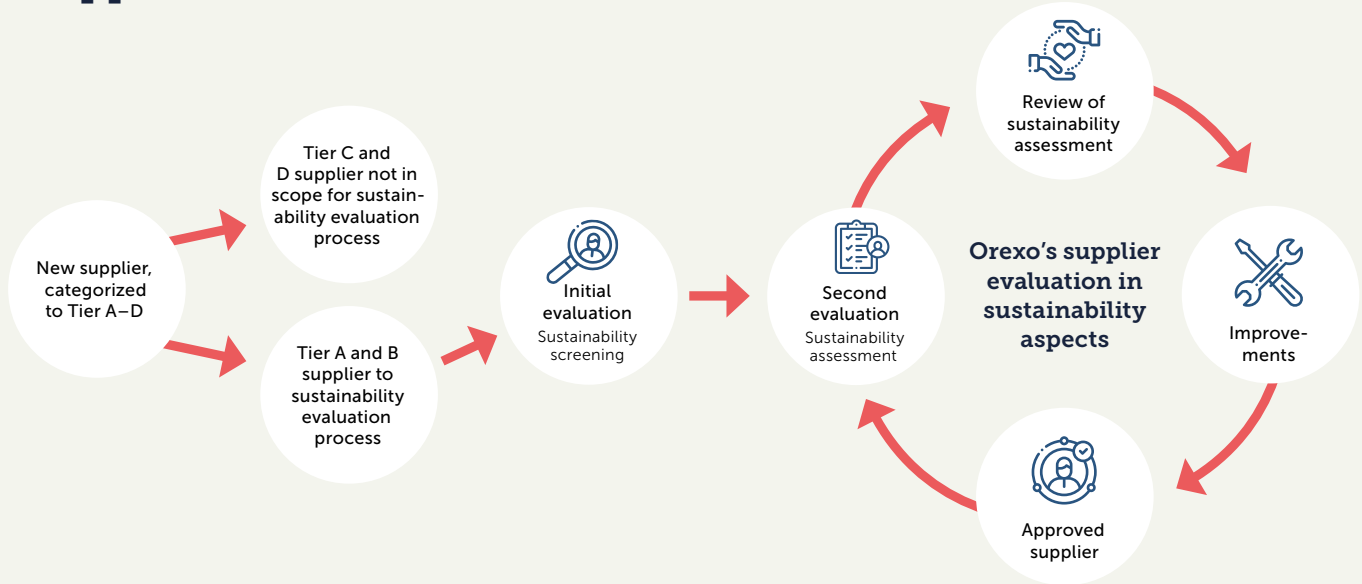 New supplier,
categorized
to Tier A–D
Tier C and
D supplier not in
scope for sustain-
ability evaluation
process
Tier A and B
supplier to
sustainability
evaluation
process
Initial
evaluation
Sustainability
screening
Second
evaluation
Sustainability
assessment
Review of
sustainability
assessment
Orexo’s supplier
evaluation in
sustainability
aspects
Improve-
ments
Approved
supplier